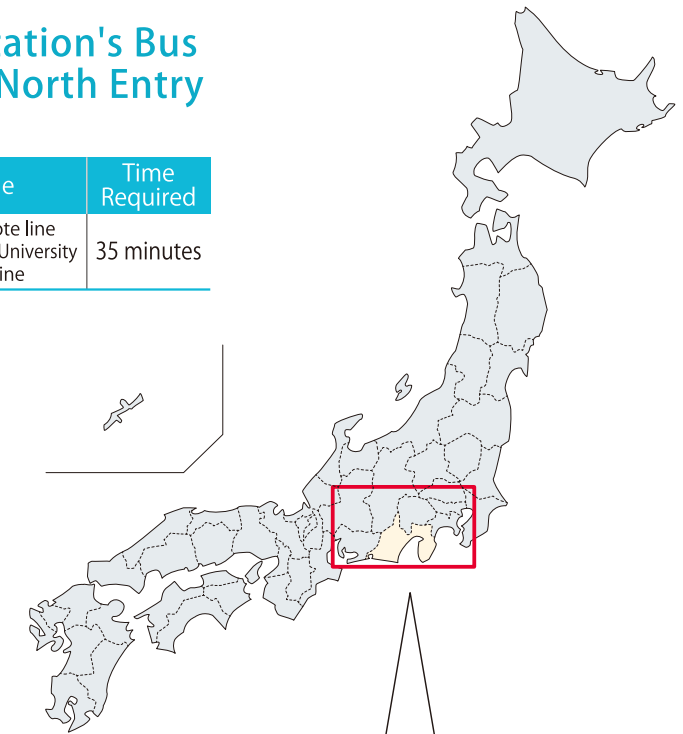 ation's Bus
North Entry
e
Time
Required
ote line
University
ine
35 minutes